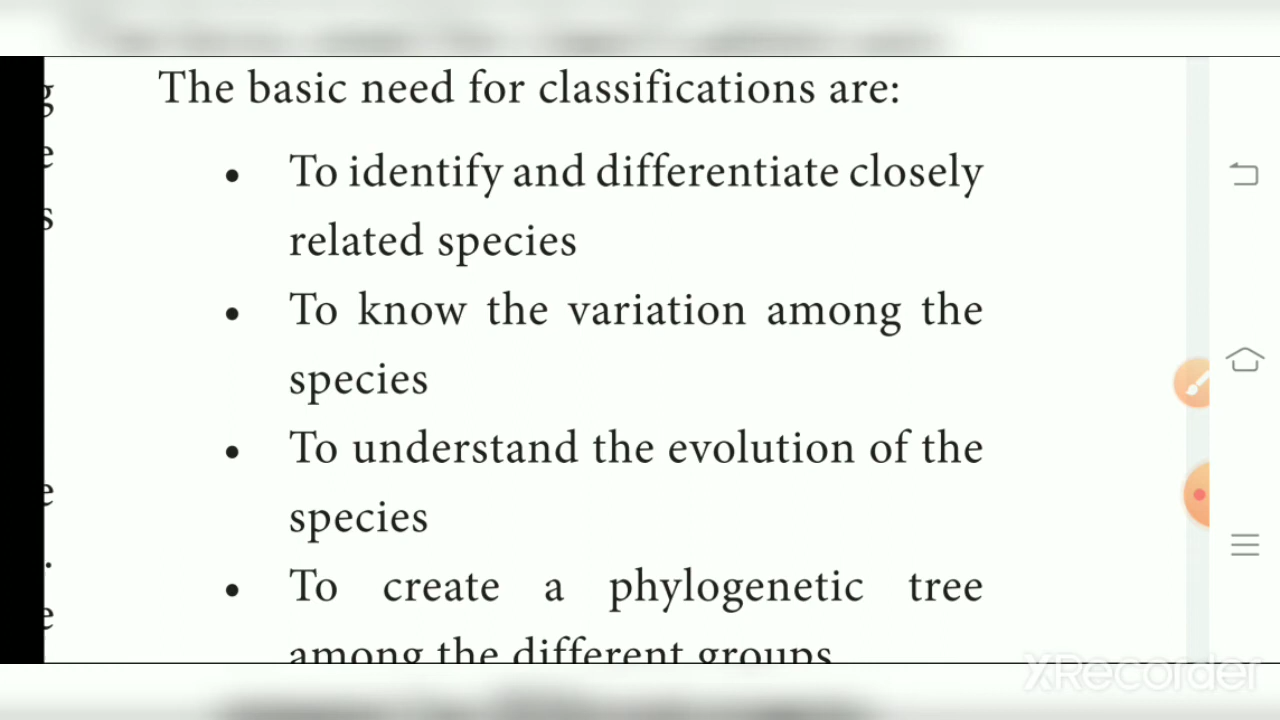 The basic need for classifications are:
• To identify and differentiate closely
related species
• To know the variation among the
species
• To understand the evolution of the
species
• To create a phylogenetic tree
among the different groups
XRecorder
g
e
s
e
.
e